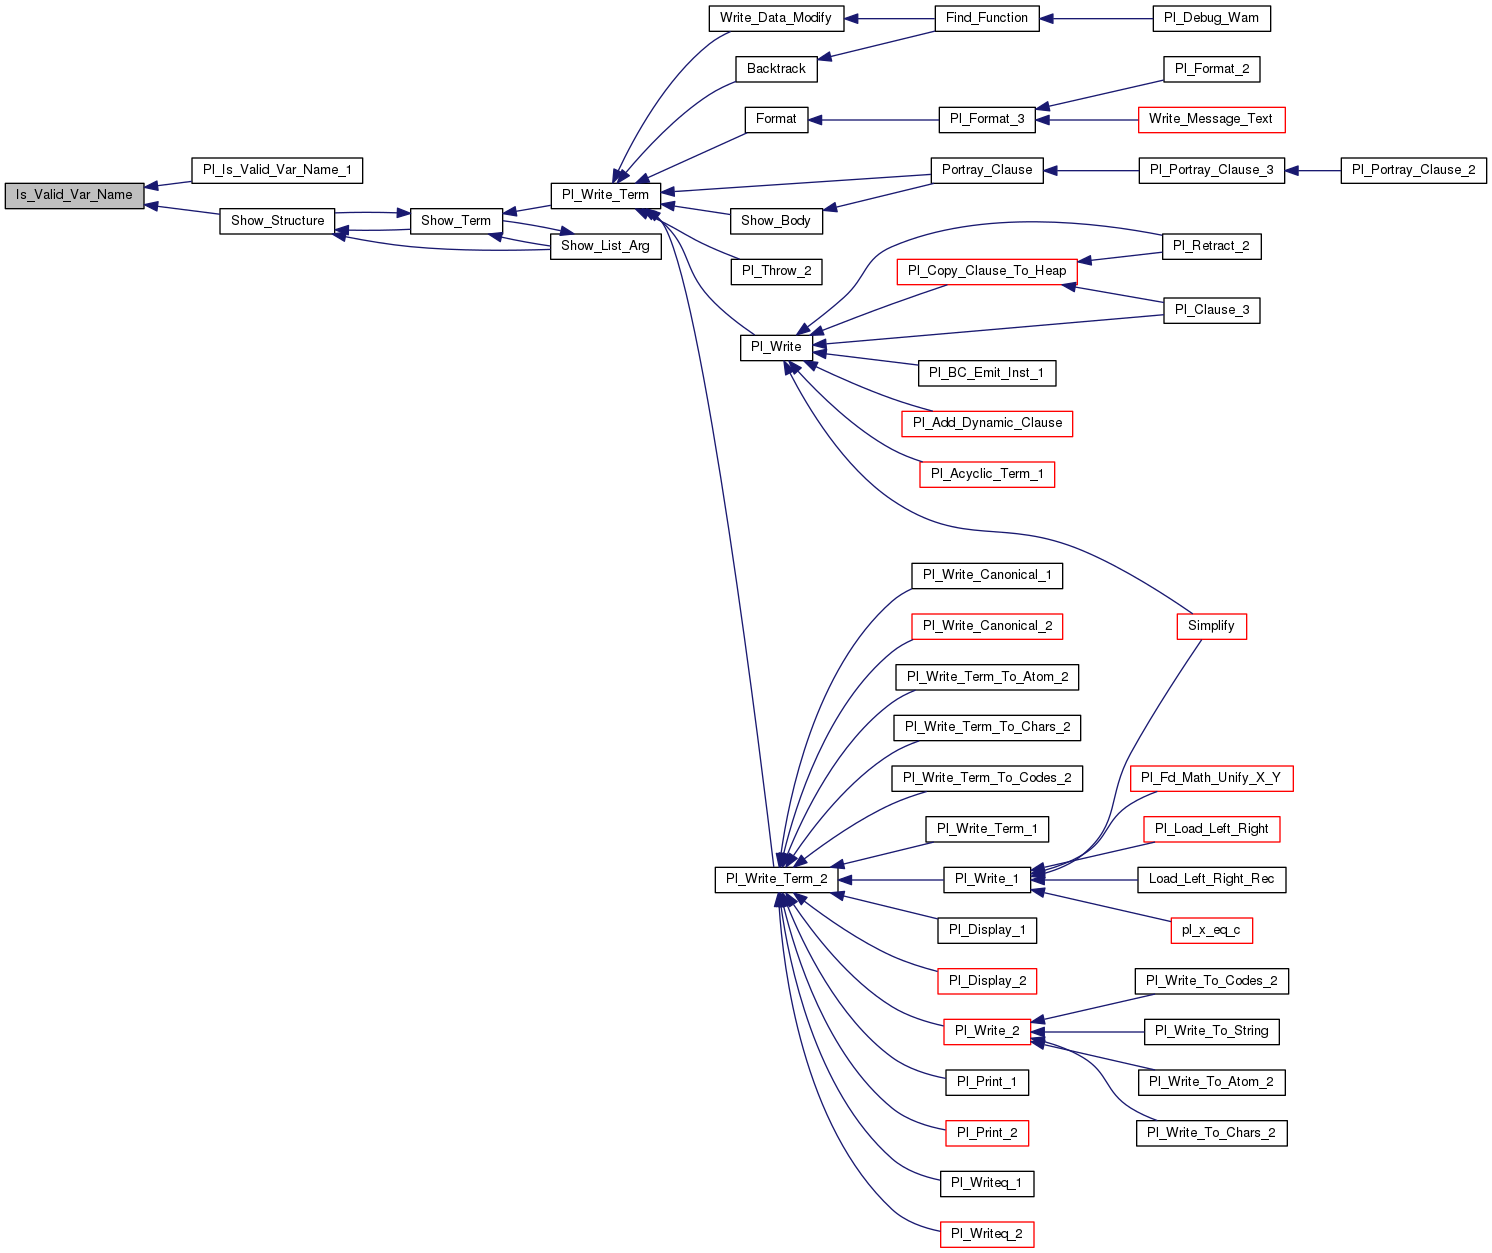 Write_Data_Modify
Find_Function
Pl_Debug_Wam
Backtrack
Pl_Format_2
Format
Pl_Format_3
Write_Message_Text
Pl_Is_Valid_Var_Name_1
Portray_Clause
Pl_Portray_Clause_3
Pl_Portray_Clause_2
Is_Valid_Var_Name
Pl_Write_Term
Show_Structure
Show_Term
Show_Body
Show_List_Arg
Pl_Retract_2
Pl_Throw_2
Pl_Copy_Clause_To_Heap
Pl_Clause_3
Pl_Write
Pl_BC_Emit_Inst_1
Pl_Add_Dynamic_Clause
Pl_Acyclic_Term_1
Pl_Write_Canonical_1
Pl_Write_Canonical_2
Simplify
Pl_Write_Term_To_Atom_2
Pl_Write_Term_To_Chars_2
Pl_Write_Term_To_Codes_2
Pl_Fd_Math_Unify_X_Y
Pl_Write_Term_1
Pl_Load_Left_Right
Pl_Write_Term_2
Pl_Write_1
Load_Left_Right_Rec
Pl_Display_1
pl_x_eq_c
Pl_Display_2
Pl_Write_To_Codes_2
Pl_Write_2
Pl_Write_To_String
Pl_Print_1
Pl_Write_To_Atom_2
Pl_Print_2
Pl_Write_To_Chars_2
Pl_Writeq_1
Pl_Writeq_2